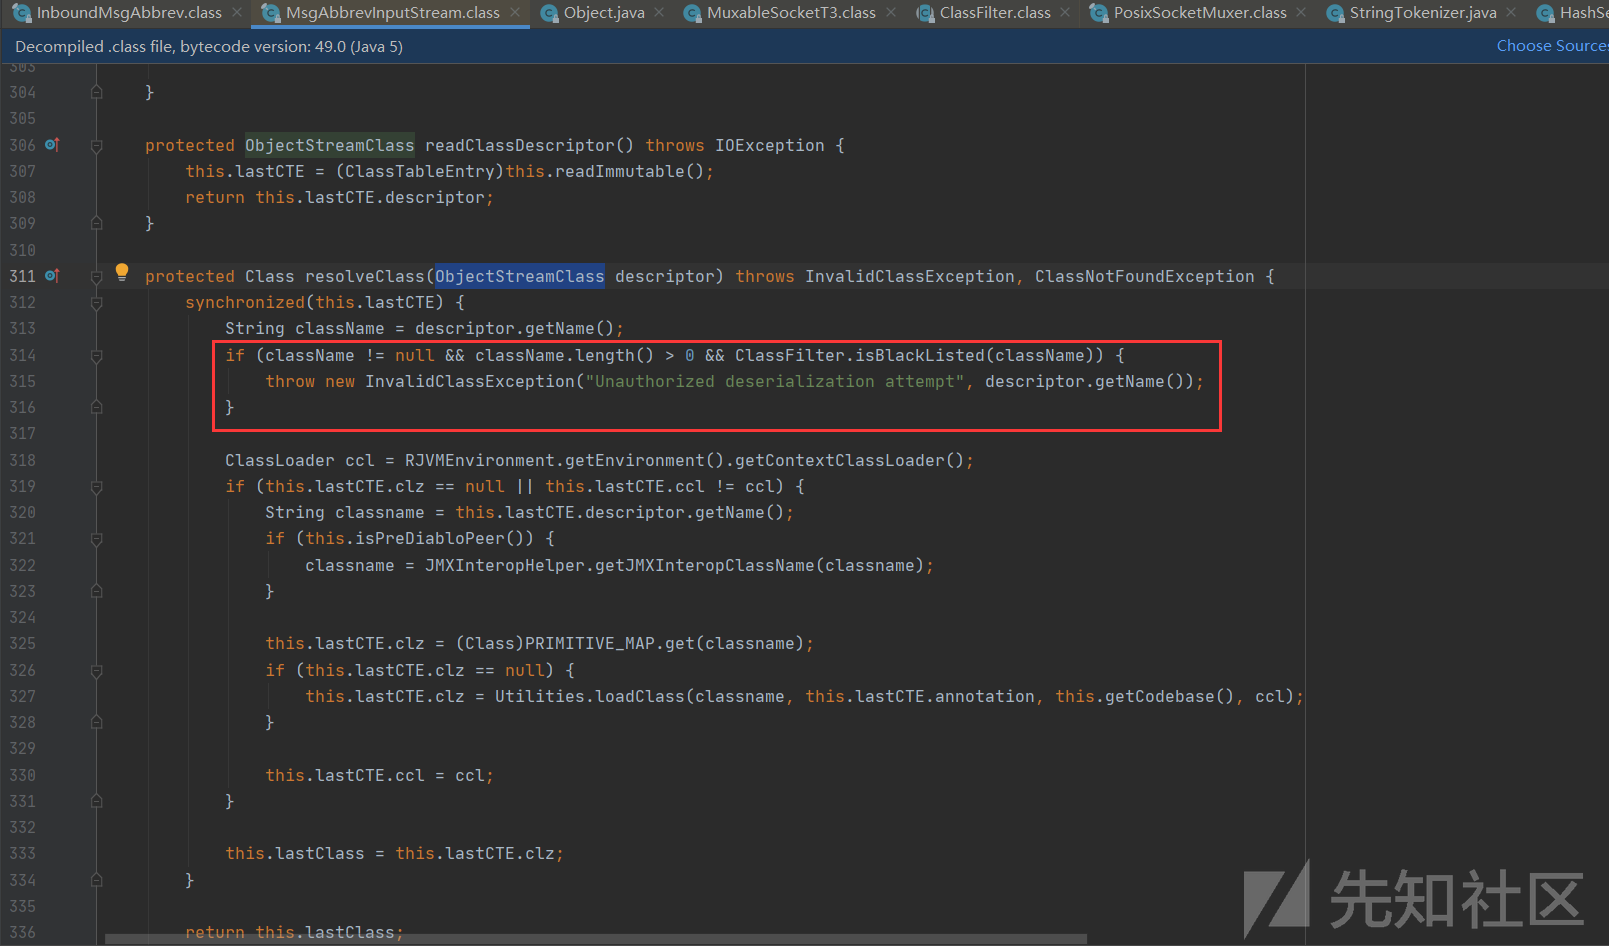 InboundMsgAbbrev.class × MsgAbbrevInputStream.class × Object.java × MuxableSocketT3.class × ClassFilter.class × PosixSocketMuxer.class × StringTokenizer.java × HashSe
Decompiled .class file, bytecode version: 49.0 (Java 5) Choose Sources
303
304 }
305
306 protected ObjectStreamClass readClassDescriptor() throws IOException {
307 this.lastCTE = (ClassTableEntry)this.readImmutable();
308 return this.lastCTE.descriptor;
309 }
310
311 protected Class resolveClass(ObjectStreamClass descriptor) throws InvalidClassException, ClassNotFoundException {
312 synchronized(this.lastCTE) {
313 String className = descriptor.getName();
314 if (className != null && className.length() > 0 && ClassFilter.isBlackListed(className)) {
315 throw new InvalidClassException("Unauthorized deserialization attempt", descriptor.getName());
316 }
317
318 ClassLoader ccl = RJVMEnvironment.getEnvironment().getContextClassLoader();
319 if (this.lastCTE.clz == null || this.lastCTE.ccl != ccl) {
320 String classname = this.lastCTE.descriptor.getName();
321 if (this.isPreDiabloPeer()) {
322 classname = JMXInteropHelper.getJMXInteropClassName(classname);
323 }
324
325 this.lastCTE.clz = (Class)PRIMITIVE_MAP.get(classname);
326 if (this.lastCTE.clz == null) {
327 this.lastCTE.clz = Utilities.loadClass(classname, this.lastCTE.annotation, this.getCodebase(), ccl);
328 }
329
330 this.lastCTE.ccl = ccl;
331 }
332
333 this.lastClass = this.lastCTE.clz;
334 }
335
336 return this.lastClass;
先知社区